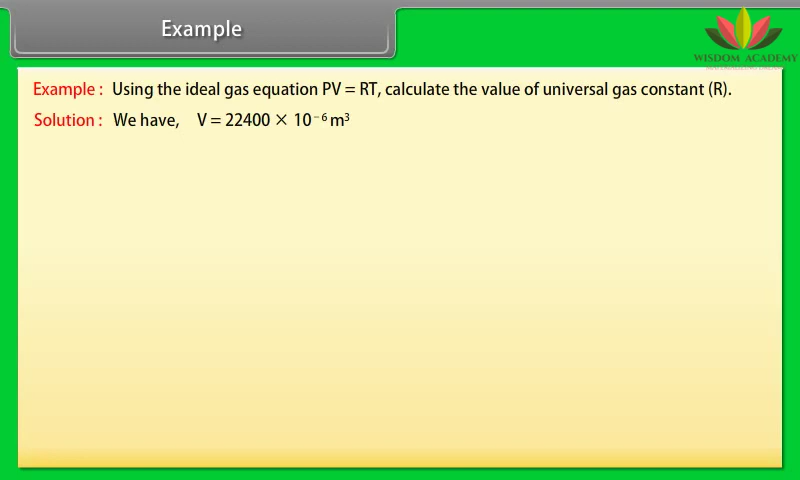 Example
WISDOM ACADEMY
Example : Using the ideal gas equation PV = RT, calculate the value of universal gas constant (R).
Solution : We have, V = 22400 × 10⁻⁶ m³